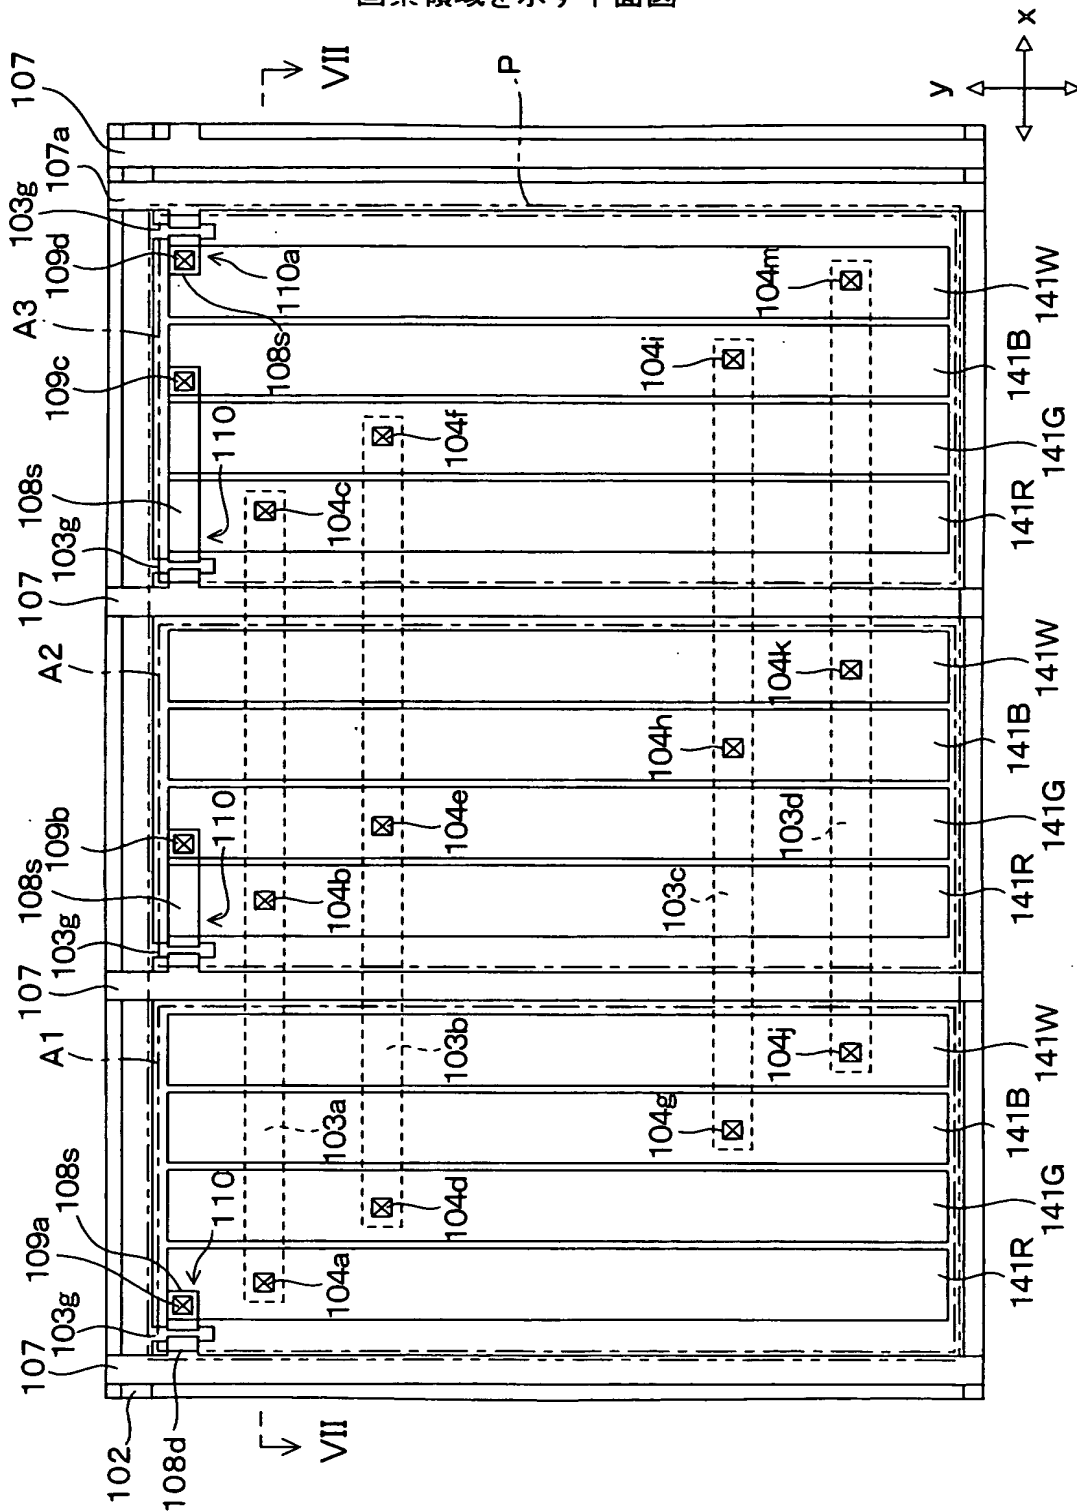 画素領域を示す平面図
107
107a
103g
109d
A3
109c
108s
103g
107
A2
109b
108s
103g
107
A1
108s
109a
103g
107
102
108d
VII
VII
P
y
x
110a
108s
110
110
110
104c
104f
104i
104m
104b
104e
104h
104k
103c
103d
103a
103b
104a
104d
104g
104j
141W
141B
141G
141R
141W
141B
141G
141R
141W
141B
141G
141R